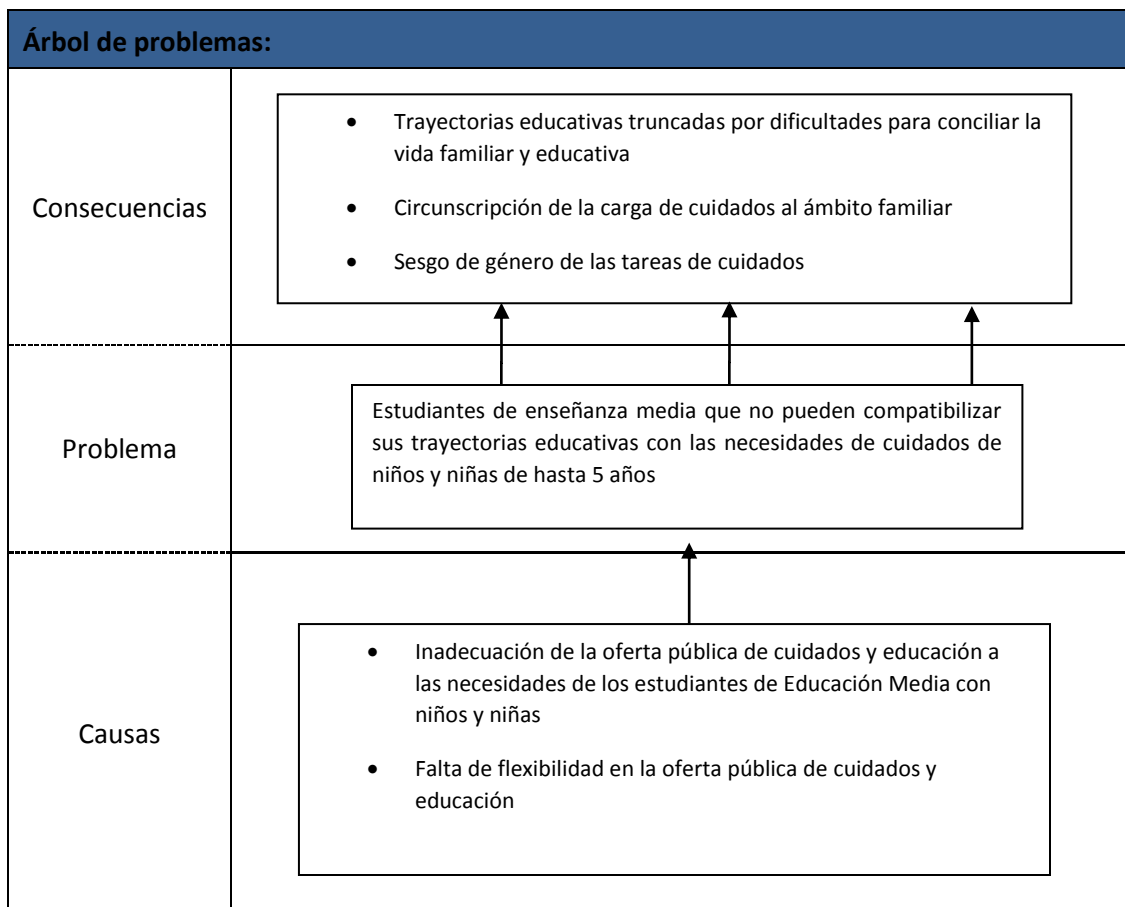 Árbol de problemas:
Consecuencias
• Trayectorias educativas truncadas por dificultades para conciliar la
vida familiar y educativa
• Circunscripción de la carga de cuidados al ámbito familiar
• Sesgo de género de las tareas de cuidados
Problema
Estudiantes de enseñanza media que no pueden compatibilizar
sus trayectorias educativas con las necesidades de cuidados de
niños y niñas de hasta 5 años
Causas
• Inadecuación de la oferta pública de cuidados y educación a
las necesidades de los estudiantes de Educación Media con
niños y niñas
• Falta de flexibilidad en la oferta pública de cuidados y
educación